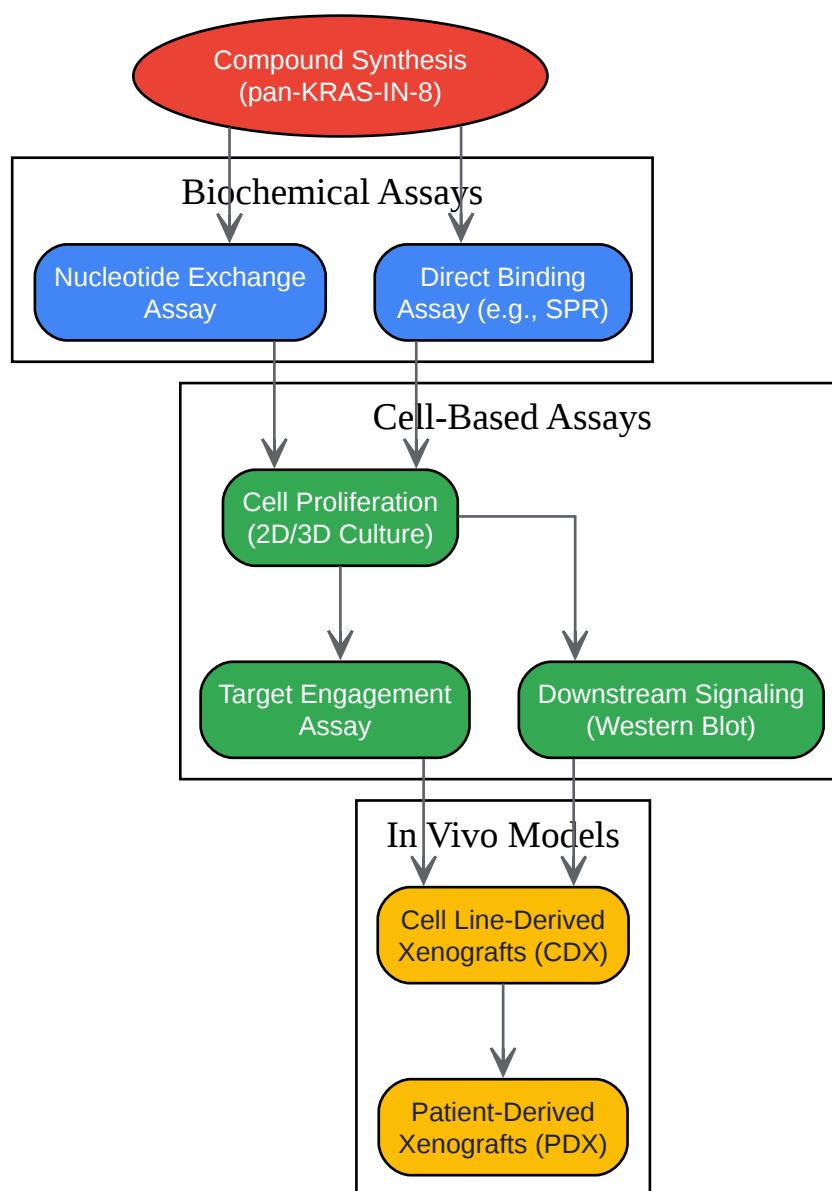 Compound Synthesis
(pan-KRAS-IN-8)
Biochemical Assays
Nucleotide Exchange
Assay
Direct Binding
Assay (e.g., SPR)
Cell-Based Assays
Cell Proliferation
(2D/3D Culture)
Target Engagement
Assay
Downstream Signaling
(Western Blot)
In Vivo Models
Cell Line-Derived
Xenografts (CDX)
Patient-Derived
Xenografts (PDX)